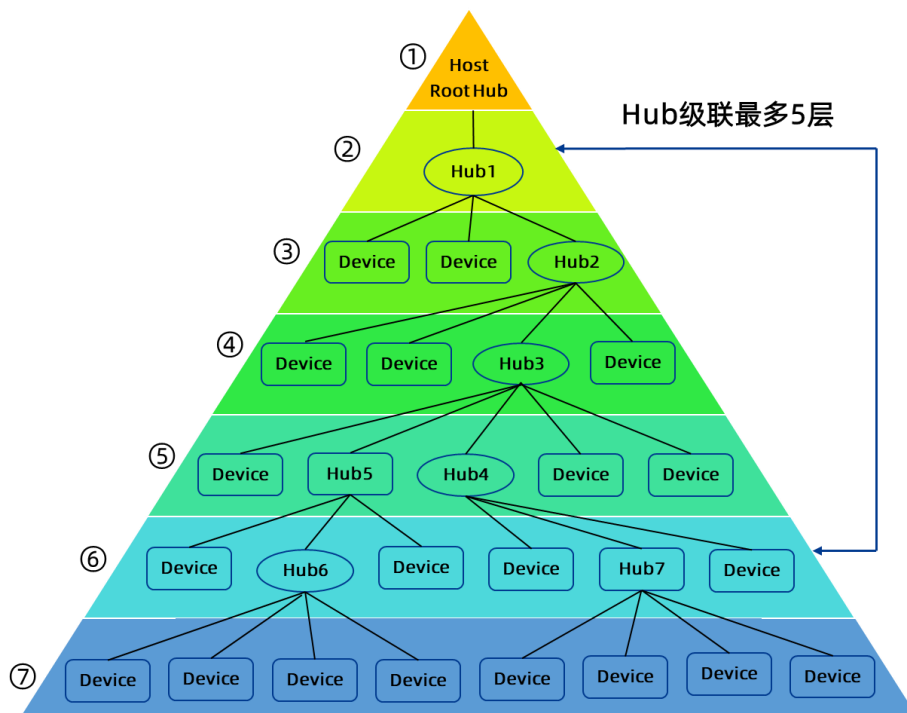 ①
Host
Root Hub
Hub级联最多5层
②
Hub1
③
Device
Device
Hub2
④
Device
Device
Hub3
Device
⑤
Device
Hub5
Hub4
Device
Device
⑥
Device
Hub6
Device
Device
Hub7
Device
⑦
Device
Device
Device
Device
Device
Device
Device
Device